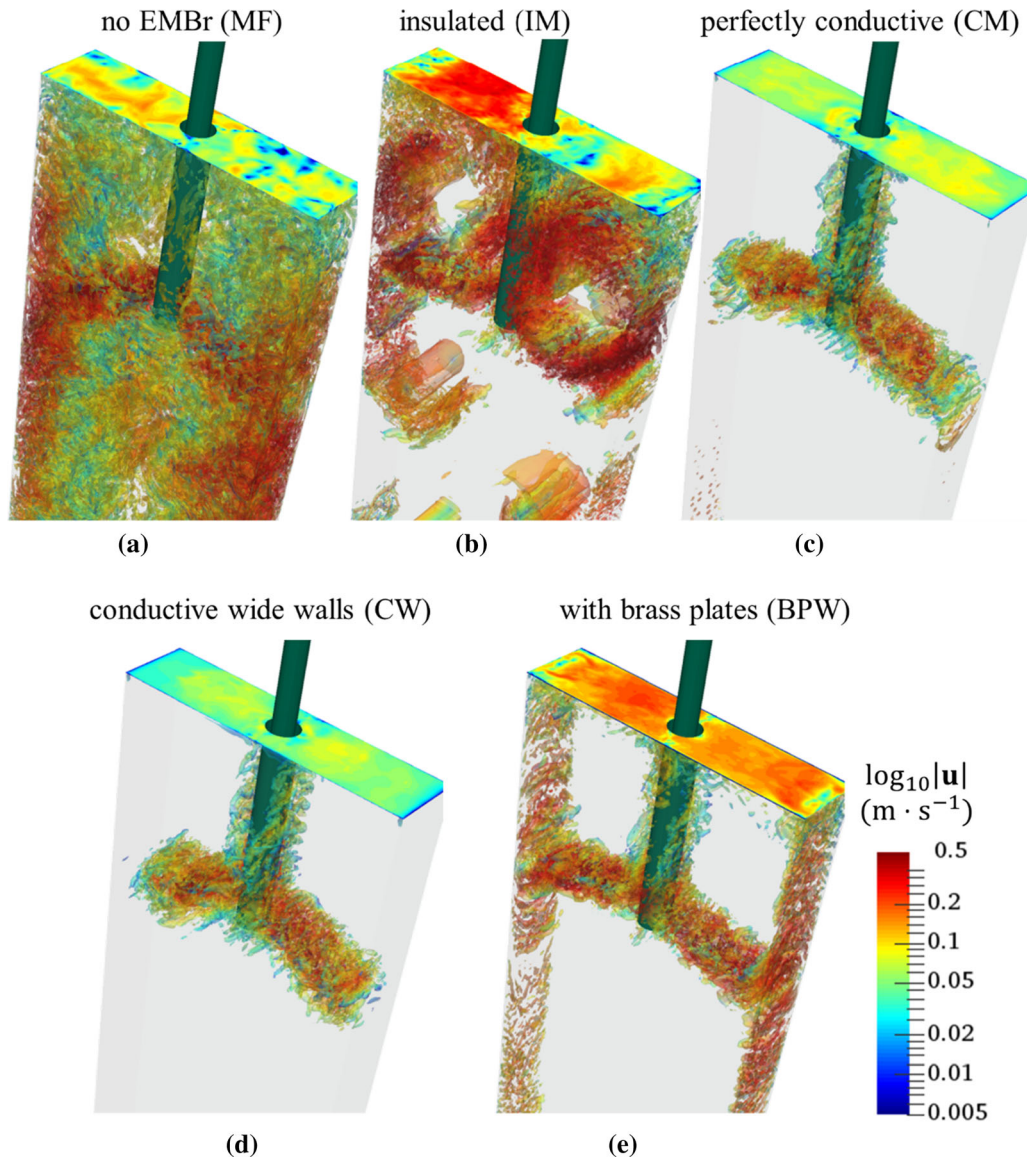 no EMBr (MF)
insulated (IM)
perfectly conductive (CM)
(a)
(b)
(c)
conductive wide walls (CW)
with brass plates (BPW)
log₁₀|u|
(m · s⁻¹)
0.5
0.2
0.1
0.05
0.02
0.01
0.005
(d)
(e)